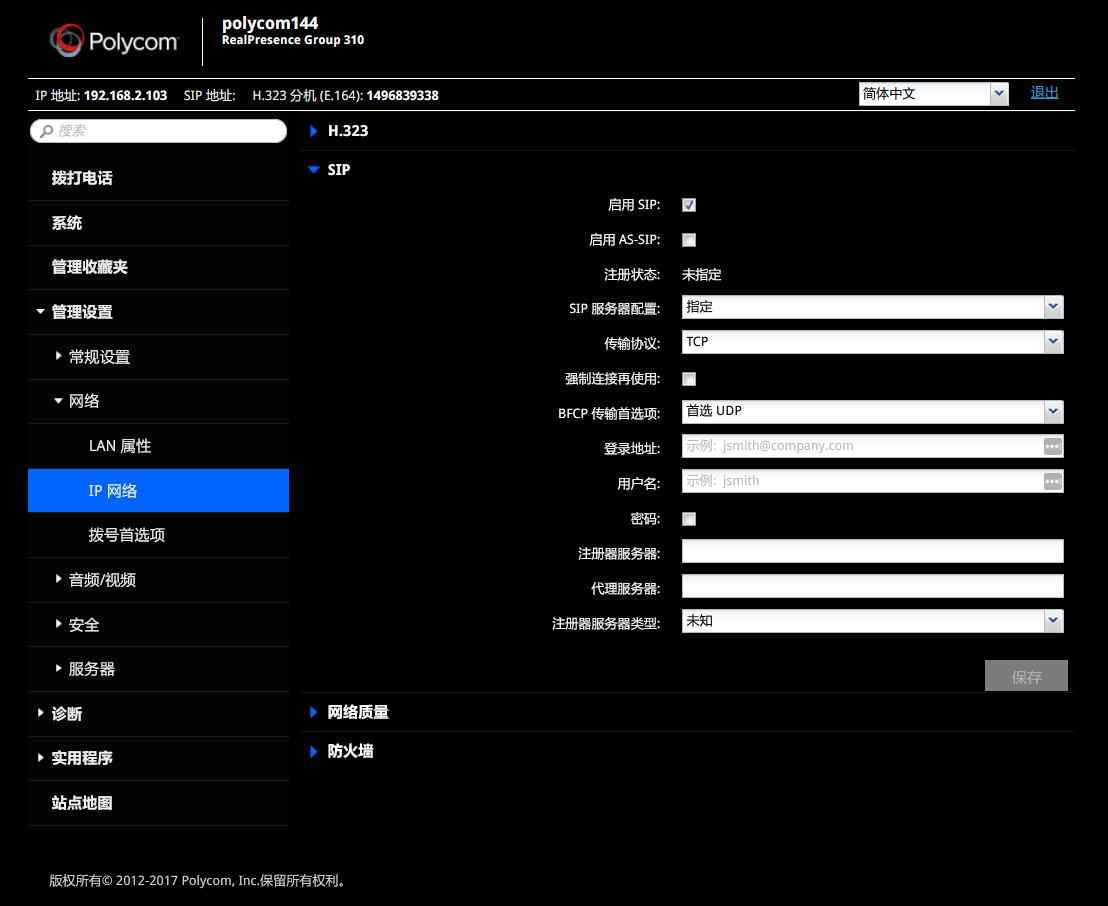 Polycom
polycom144
RealPresence Group 310
IP 地址: 192.168.2.103 SIP 地址: H.323 分机 (E.164): 1496839338
简体中文
退出
搜索
拨打电话
系统
管理收藏夹
管理设置
常规设置
网络
LAN 属性
IP 网络
拨号首选项
音频/视频
安全
服务器
诊断
实用程序
站点地图
H.323
SIP
启用 SIP:
启用 AS-SIP:
注册状态: 未指定
SIP 服务器配置: 指定
传输协议: TCP
强制连接再使用:
BFCP 传输首选项: 首选 UDP
登录地址: 示例: jsmith@company.com
用户名: 示例: jsmith
密码:
注册器服务器:
代理服务器:
注册器服务器类型: 未知
保存
网络质量
防火墙
版权所有© 2012-2017 Polycom, Inc.保留所有权利。